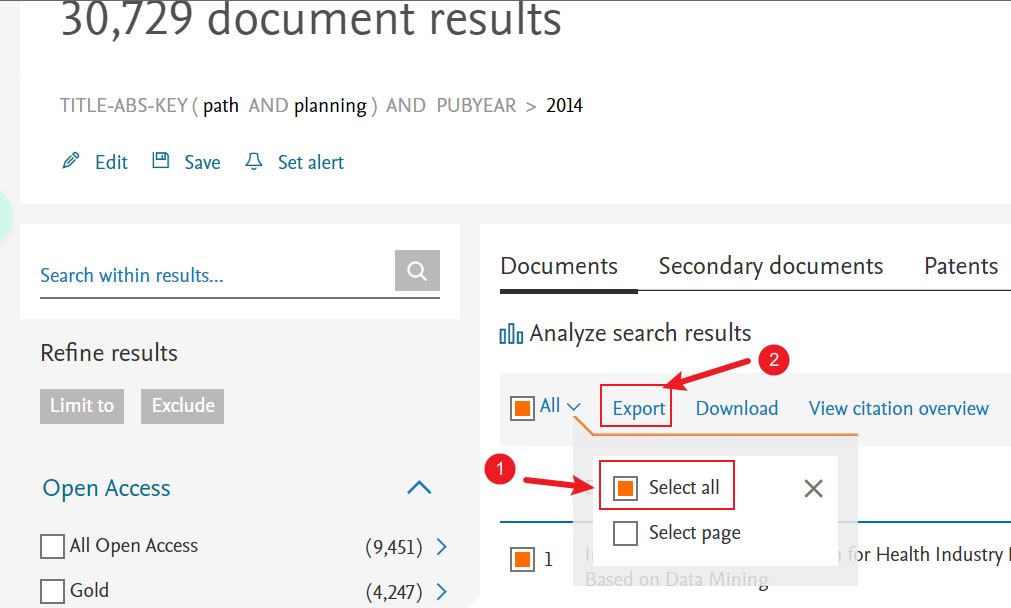 30,729 document results
TITLE-ABS-KEY ( path AND planning ) AND PUBYEAR > 2014
Edit Save Set alert
Search within results...
Refine results
Limit to Exclude
Open Access
All Open Access (9,451)
Gold (4,247)
Documents Secondary documents Patents
Analyze search results
2
All Export Download View citation overview
1
Select all
Select page
1 for Health Industry
Based on Data Mining